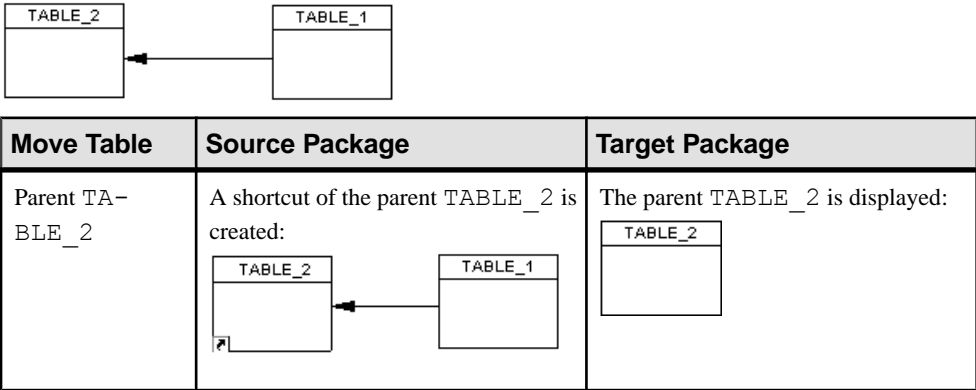 TABLE_2 TABLE_1
Move Table Source Package Target Package
Parent TA-
BLE_2
A shortcut of the parent TABLE_2 is
created:
TABLE_2 TABLE_1
The parent TABLE_2 is displayed:
TABLE_2